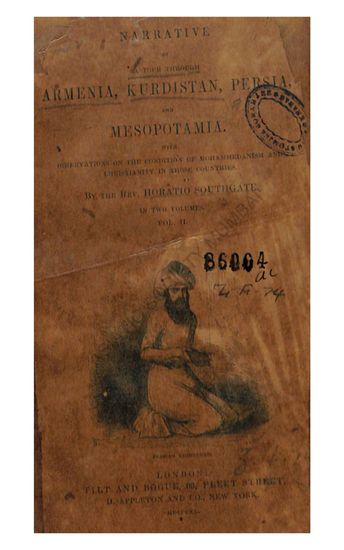 NARRATIVE
OF
A TOUR THROUGH
ARMENIA, KURDISTAN, PERSIA,
AND
MESOPOTAMIA.
WITH
OBSERVATIONS ON THE CONDITION OF MOHAMMEDANISM AND
CHRISTIANITY IN THOSE COUNTRIES.
BY THE REV. HORATIO SOUTHGATE.
IN TWO VOLUMES.
VOL. II.
86004
LONDON:
TILT AND BOGUE, 86, FLEET STREET,
D. APPLETON AND CO., NEW YORK.